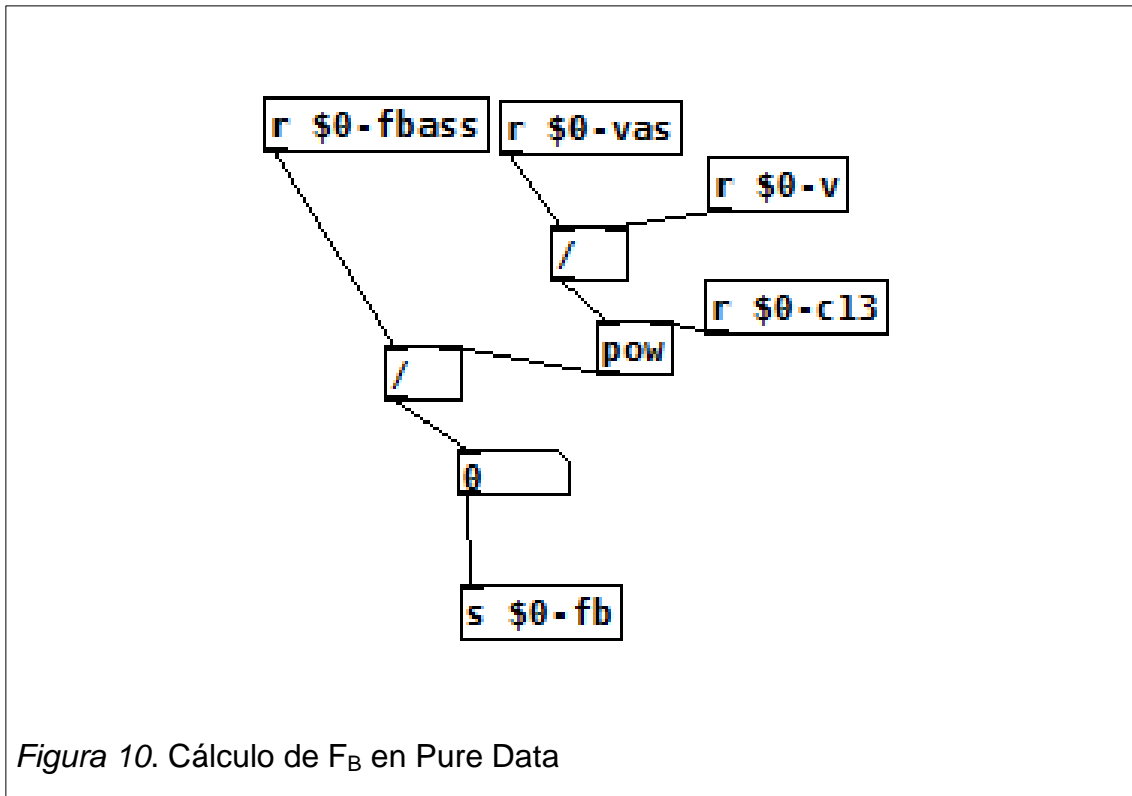 r $0-fbass
r $0-vas
r $0-v
/
r $0-cl3
pow
/
0
s $0-fb
Figura 10. Cálculo de FB en Pure Data